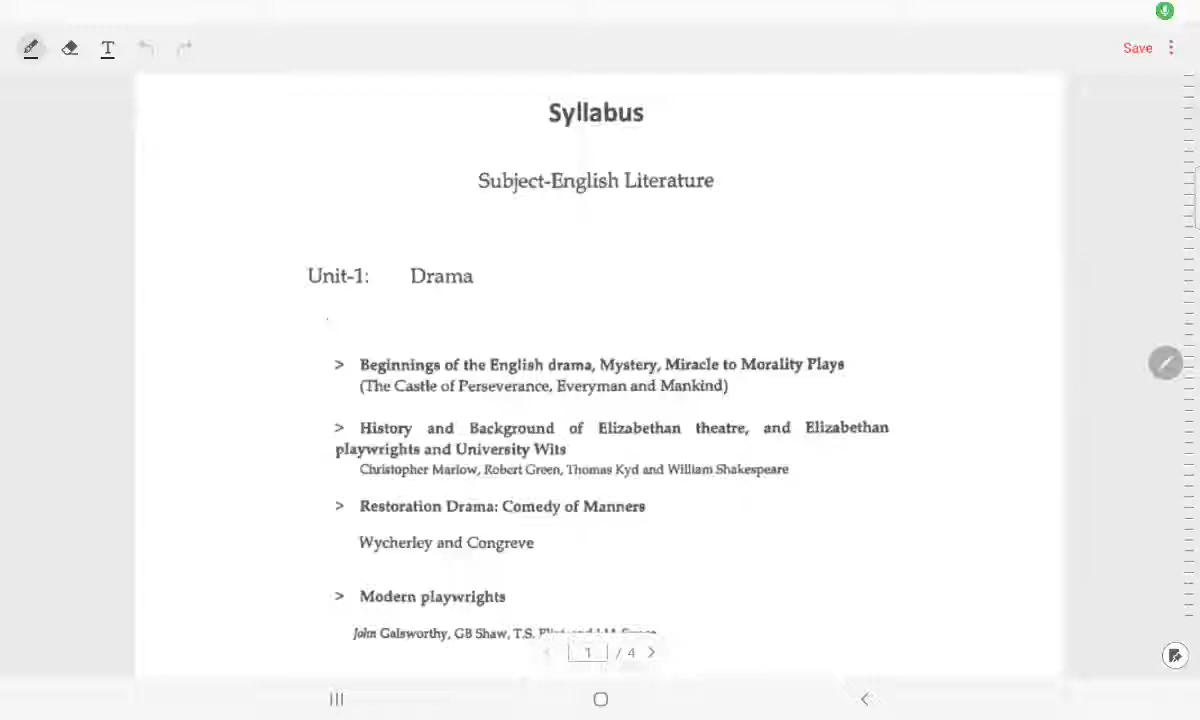 T
Save
Syllabus
Subject-English Literature
Unit-1: Drama
> Beginnings of the English drama, Mystery, Miracle to Morality Plays
(The Castle of Perseverance, Everyman and Mankind)
> History and Background of Elizabethan theatre, and Elizabethan
playwrights and University Wits
Christopher Marlow, Robert Green, Thomas Kyd and William Shakespeare
> Restoration Drama: Comedy of Manners
Wycherley and Congreve
> Modern playwrights
John Galsworthy, GB Shaw, T.S.
1 / 4